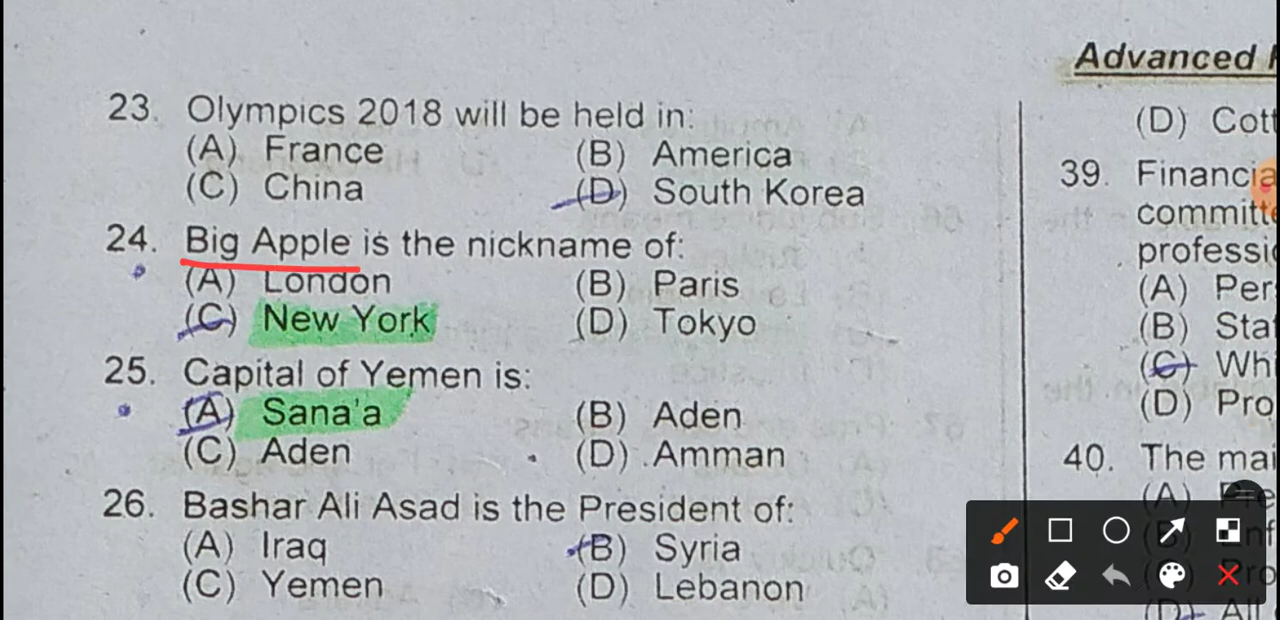 Advanced
23. Olympics 2018 will be held in:
(A) France (B) America
(C) China (D) South Korea
24. Big Apple is the nickname of:
(A) London (B) Paris
(C) New York (D) Tokyo
25. Capital of Yemen is:
(A) Sana'a (B) Aden
(C) Aden (D) Amman
26. Bashar Ali Asad is the President of:
(A) Iraq (B) Syria
(C) Yemen (D) Lebanon
(D)
39.
(A)
(B)
(C)
(D)
40. The
(A)
(D) All